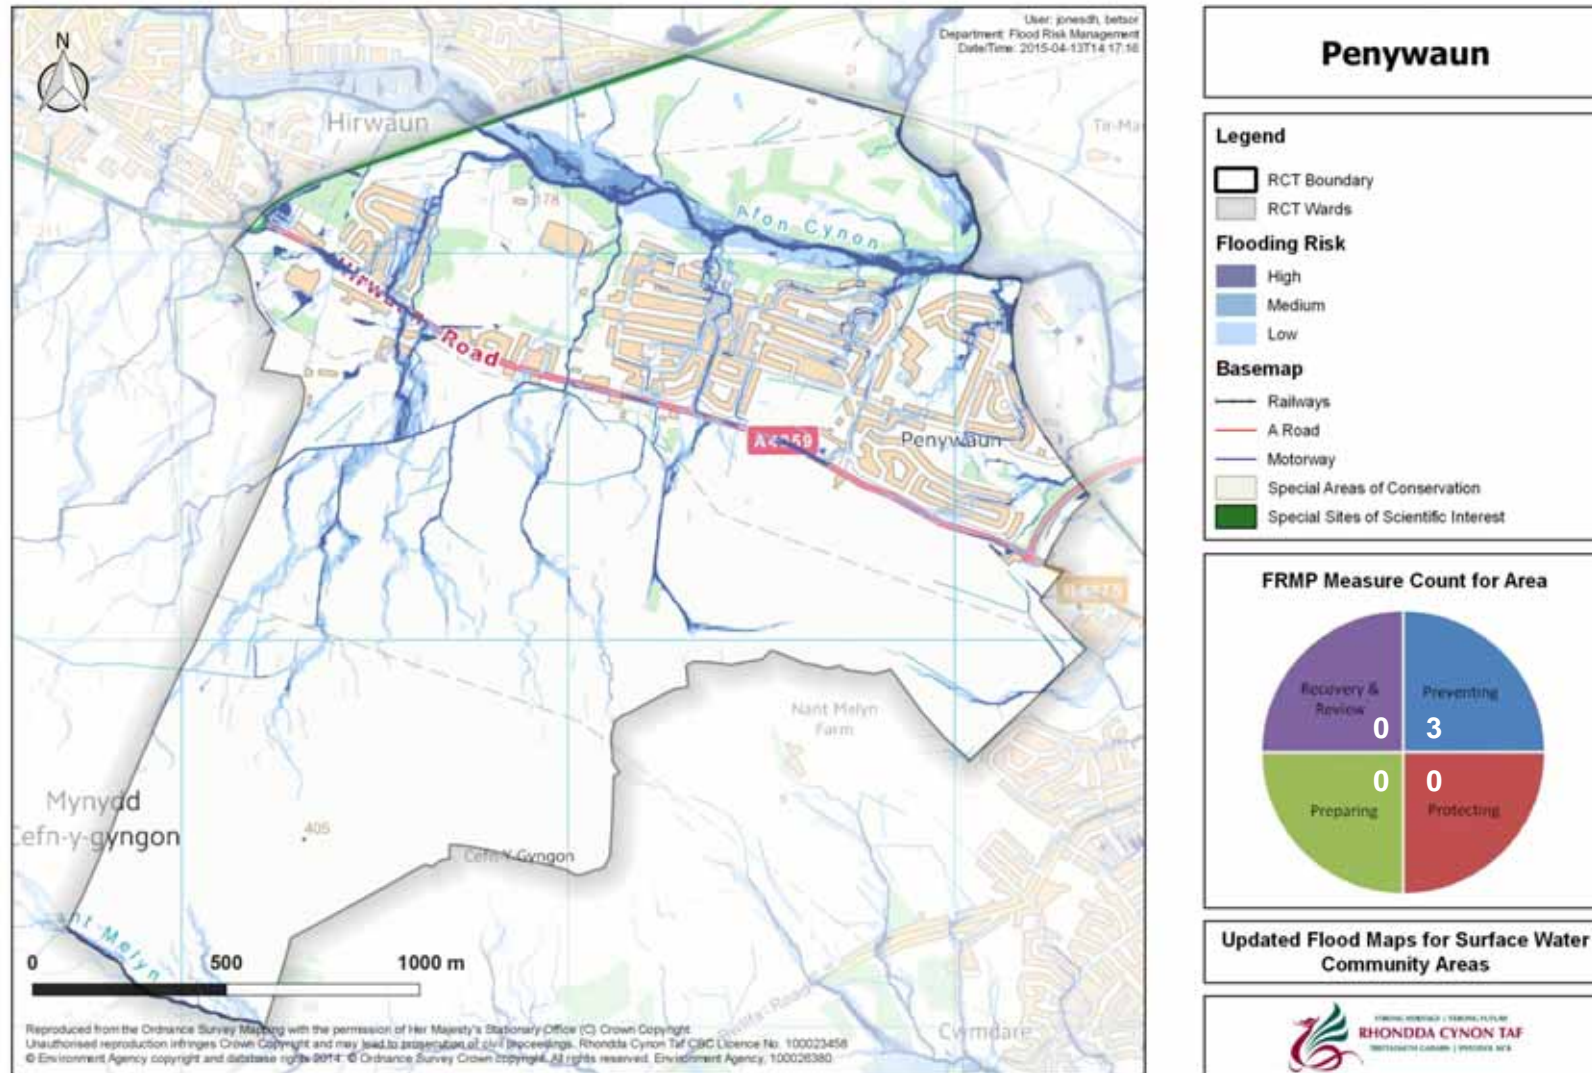 User: jonesdh, betsor
Department: Flood Risk Management
Date/Time: 2015-04-13T14:17:16
N
Hirwaun
211
178
Afon Cynon
Road
A4059
Penywaun
Nant Melyn
Farm
Mynydd
Cefn-y-gyngon
405
Cefn-Y-Gyngon
Cwmdare
0 500 1000 m
Reproduced from the Ordnance Survey Mapping with the permission of Her Majesty's Stationary Office (C) Crown Copyright
Unauthorised reproduction infringes Crown Copyright and may lead to prosecution of civil proceedings. Rhondda Cynon Taf CBC Licence No. 100023458
© Environment Agency copyright and database rights 2014. © Ordnance Survey Crown copyright. All rights reserved. Environment Agency, 100026380
Penywaun
Legend
RCT Boundary
RCT Wards
Flooding Risk
High
Medium
Low
Basemap
Railways
A Road
Motorway
Special Areas of Conservation
Special Sites of Scientific Interest
FRMP Measure Count for Area
Recovery &
Review
0
Preventing
3
0
Preparing
0
Protecting
Updated Flood Maps for Surface Water
Community Areas
RHONDDA CYNON TAF